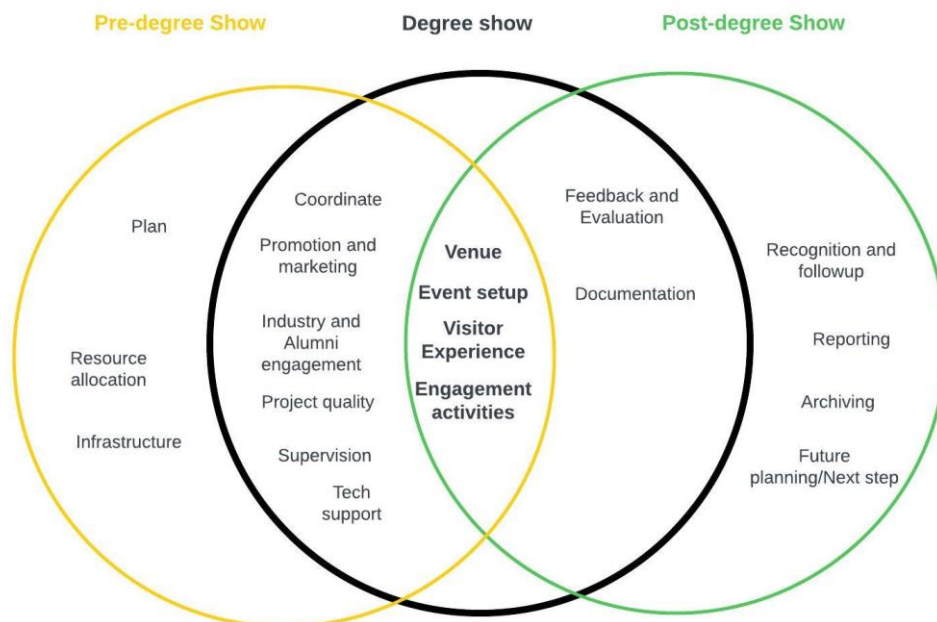 Pre-degree Show
Degree show
Post-degree Show
Plan
Resource
allocation
Infrastructure
Coordinate
Promotion and
marketing
Industry and
Alumni
engagement
Project quality
Supervision
Tech
support
Venue
Event setup
Visitor
Experience
Engagement
activities
Feedback and
Evaluation
Documentation
Recognition and
followup
Reporting
Archiving
Future
planning/Next step